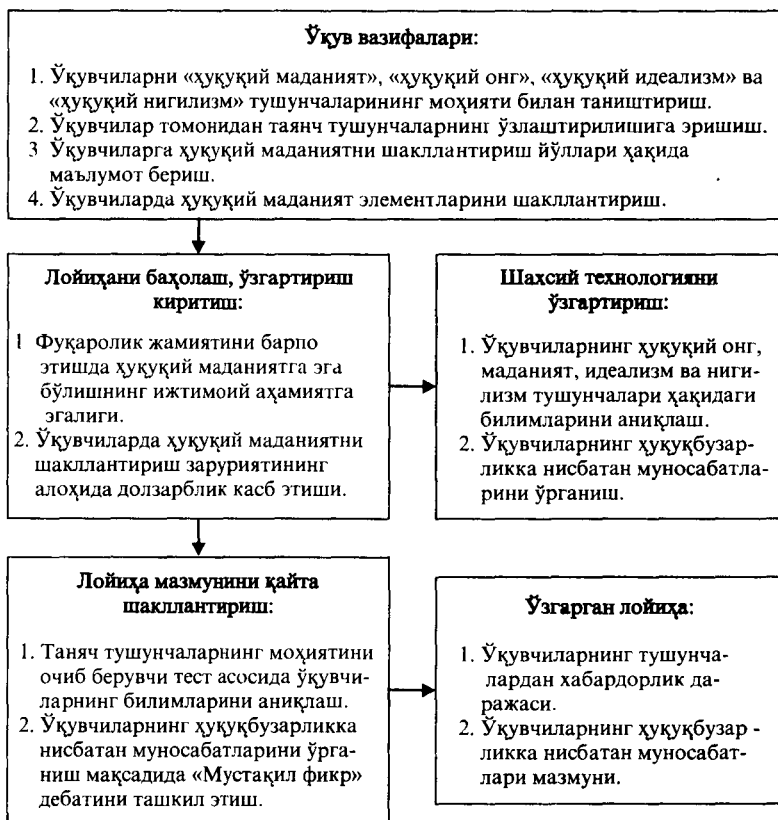 Ўқув вазифалари:
1. Ўқувчиларни «ҳуқуқий маданият», «ҳуқуқий онг», «ҳуқуқий идеализм» ва
«ҳуқуқий нигилизм» тушунчаларининг моҳияти билан таништириш.
2. Ўқувчилар томонидан таянч тушунчаларнинг ўзлаштирилишига эришиш.
3 Ўқувчиларга ҳуқуқий маданиятни шакллантириш йўллари ҳақида
маълумот бериш.
4. Ўқувчиларда ҳуқуқий маданият элементларини шакллантириш.
Лойиҳани баҳолаш, ўзгартириш
киритиш:
1 Фуқаролик жамиятини барпо
этишда ҳуқуқий маданиятга эга
бўлишнинг ижтимоий аҳамиятга
эгалиги.
2. Ўқувчиларда ҳуқуқий маданиятни
шакллантириш заруриятининг
алоҳида долзарблик касб этиши.
Шахсий технологияни
ўзгартириш:
1. Ўқувчиларнинг ҳуқуқий онг,
маданият, идеализм ва ниги-
лизм тушунчалари ҳақидаги
билимларини аниқлаш.
2. Ўқувчиларнинг ҳуқуқбузар-
ликка нисбатан муносабатла-
рини ўрганиш.
Лойиҳа мазмунини қайта
шакллантириш:
1. Таняч тушунчаларнинг моҳиятини
очиб берувчи тест асосида ўқувчи-
ларнинг билимларини аниқлаш.
2. Ўқувчиларнинг ҳуқуқбузарликка
нисбатан муносабатларини ўрга-
ниш мақсадида «Мустақил фикр»
дебатини ташкил этиш.
Ўзгарган лойиҳа:
1. Ўқувчиларнинг тушунча-
лардан хабардорлик да-
ражаси.
2. Ўқувчиларнинг ҳуқуқбузар -
ликка нисбатан муносабат-
лари мазмуни.